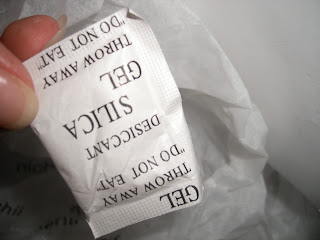 GEL
THROW AWAY
"DO NOT EAT"
DESICCANT
SILICA
GEL
THROW AWAY
"DO NOT EAT"